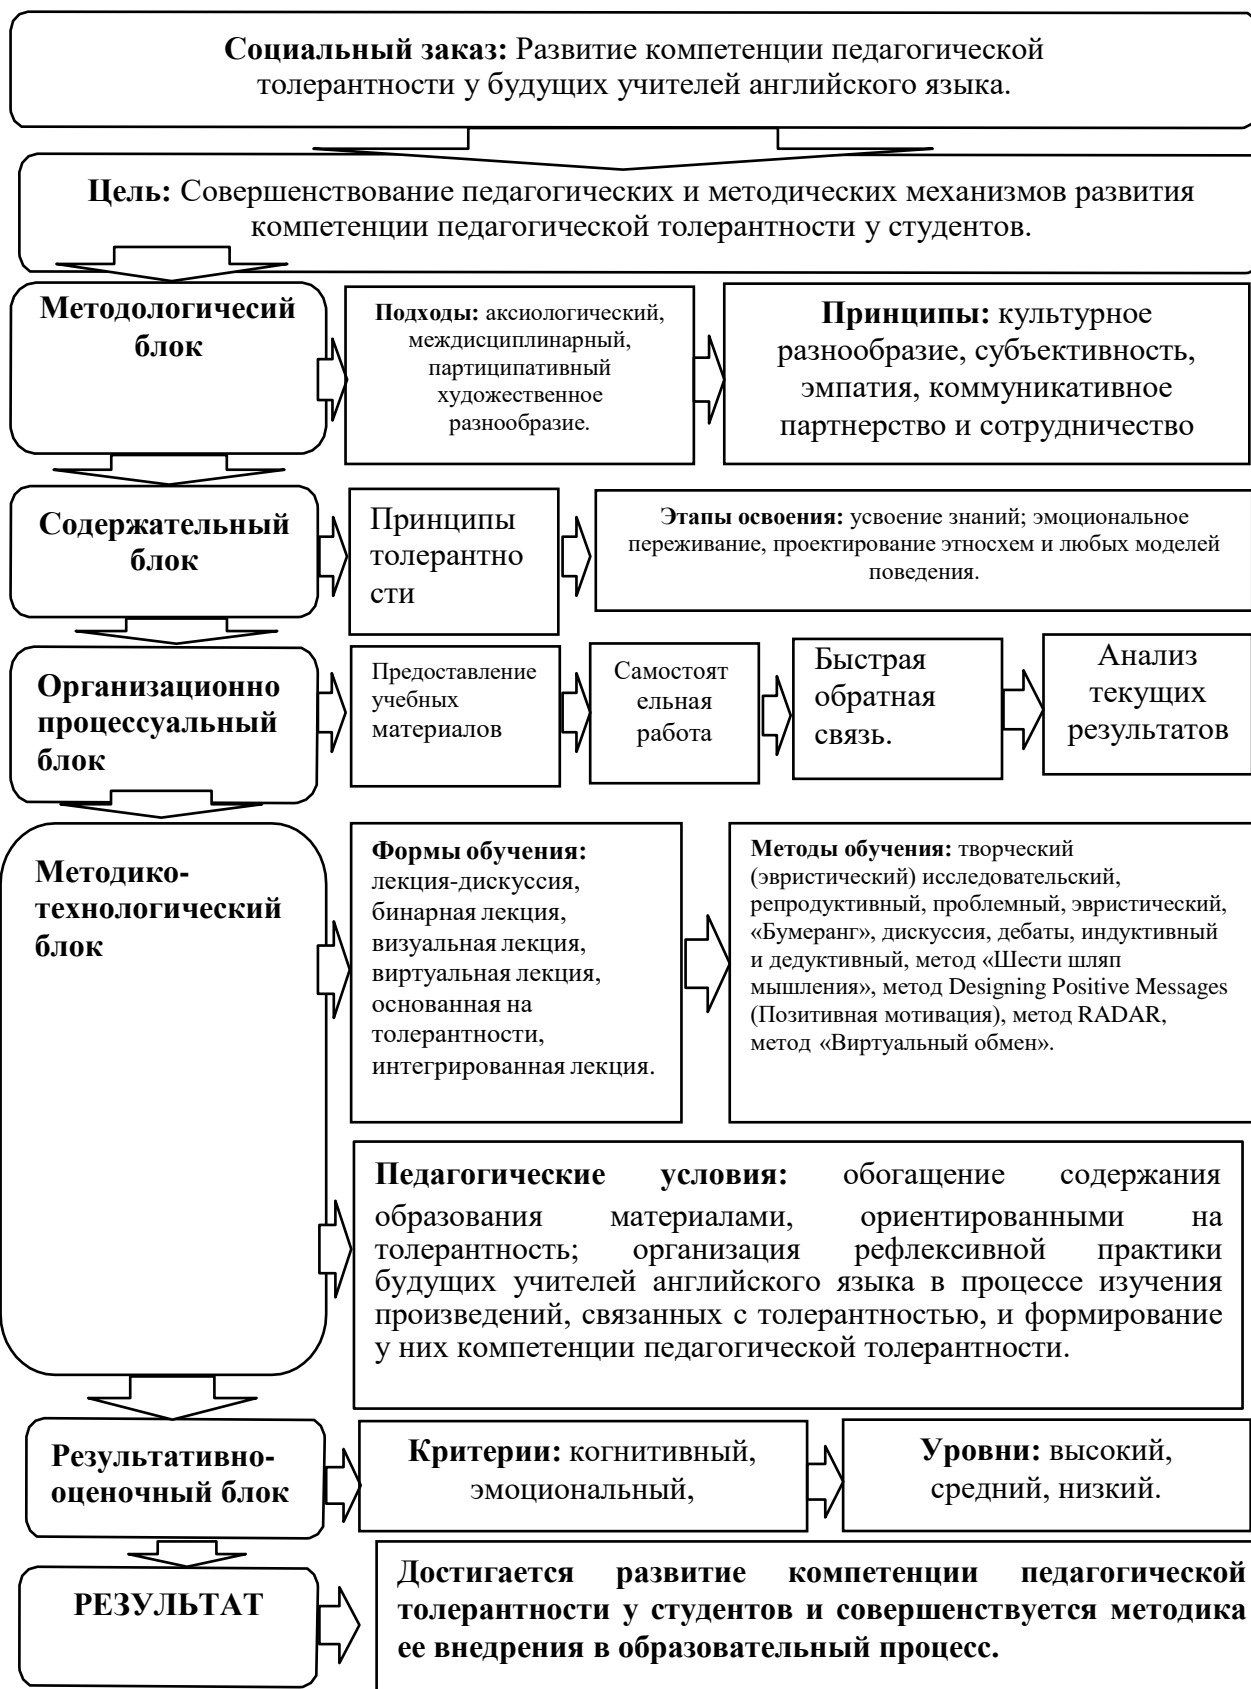 Социальный заказ: Развитие компетенции педагогической
толерантности у будущих учителей английского языка.
Цель: Совершенствование педагогических и методических механизмов развития
компетенции педагогической толерантности у студентов.
Методологичесий
блок
Подходы: аксиологический,
междисциплинарный,
партиципативный
художественное
разнообразие.
Принципы: культурное
разнообразие, субъективность,
эмпатия, коммуникативное
партнерство и сотрудничество
Содержательный
блок
Принципы
толерантно
сти
Этапы освоения: усвоение знаний; эмоциональное
переживание, проектирование этносхем и любых моделей
поведения.
Организационно
процессуальный
блок
Предоставление
учебных
материалов
Самостоят
ельная
работа
Быстрая
обратная
связь.
Анализ
текущих
результатов
Методико-
технологический
блок
Формы обучения:
лекция-дискуссия,
бинарная лекция,
визуальная лекция,
виртуальная лекция,
основанная на
толерантности,
интегрированная лекция.
Методы обучения: творческий
(эвристический) исследовательский,
репродуктивный, проблемный, эвристический,
«Бумеранг», дискуссия, дебаты, индуктивный
и дедуктивный, метод «Шести шляп
мышления», метод Designing Positive Messages
(Позитивная мотивация), метод RADAR,
метод «Виртуальный обмен».
Педагогические условия: обогащение содержания
образования материалами, ориентированными на
толерантность; организация рефлексивной практики
будущих учителей английского языка в процессе изучения
произведений, связанных с толерантностью, и формирование
у них компетенции педагогической толерантности.
Результативно-
оценочный блок
Критерии: когнитивный,
эмоциональный,
Уровни: высокий,
средний, низкий.
РЕЗУЛЬТАТ
Достигается развитие компетенции педагогической
толерантности у студентов и совершенствуется методика
ее внедрения в образовательный процесс.